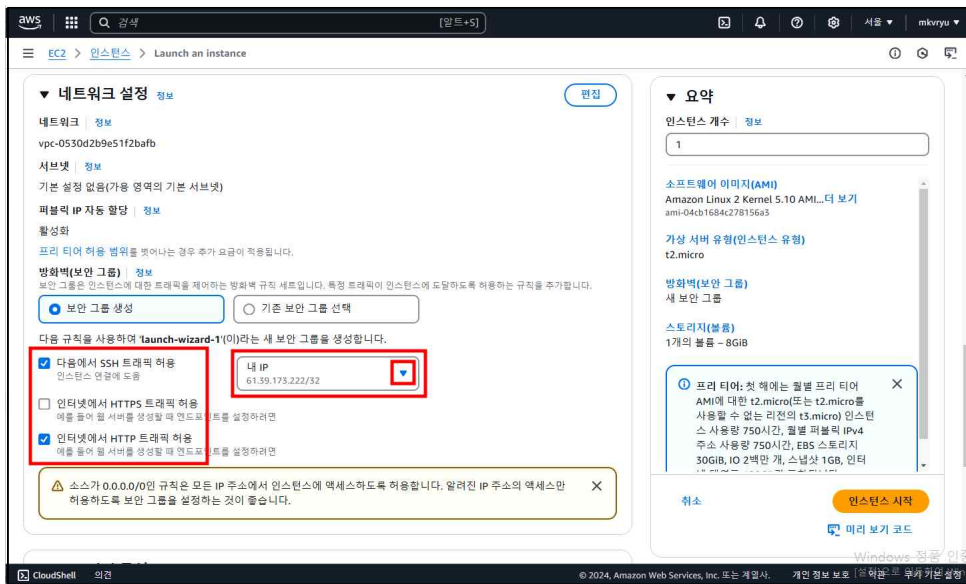 aws 검색 [알트+S] 서울 ▼ mkvryu ▼
EC2 > 인스턴스 > Launch an instance
▼ 네트워크 설정 정보 편집
네트워크 | 정보
vpc-0530d2b9e51f2bafb
서브넷 | 정보
기본 설정 없음(가용 영역의 기본 서브넷)
퍼블릭 IP 자동 할당 | 정보
활성화
프리 티어 허용 범위를 벗어나는 경우 추가 요금이 적용됩니다.
방화벽(보안 그룹) | 정보
보안 그룹은 인스턴스에 대한 트래픽을 제어하는 방화벽 규칙 세트입니다. 특정 트래픽이 인스턴스에 도달하도록 허용하는 규칙을 추가합니다.
보안 그룹 생성 기존 보안 그룹 선택
다음 규칙을 사용하여 'launch-wizard-1'(이)라는 새 보안 그룹을 생성합니다.
다음에서 SSH 트래픽 허용
인스턴스 연결에 도움
내 IP
61.39.173.222/32
인터넷에서 HTTPS 트래픽 허용
예를 들어 웹 서버를 생성할 때 엔드포인트를 설정하려면
인터넷에서 HTTP 트래픽 허용
예를 들어 웹 서버를 생성할 때 엔드포인트를 설정하려면
소스가 0.0.0.0/0인 규칙은 모든 IP 주소에서 인스턴스에 액세스하도록 허용합니다. 알려진 IP 주소의 액세스만
허용하도록 보안 그룹을 설정하는 것이 좋습니다.
▼ 요약
인스턴스 개수 | 정보
1
소프트웨어 이미지(AMI)
Amazon Linux 2 Kernel 5.10 AMI...더 보기
ami-04cb1684c278156a3
가상 서버 유형(인스턴스 유형)
t2.micro
방화벽(보안 그룹)
새 보안 그룹
스토리지(볼륨)
1개의 볼륨 – 8GiB
프리 티어: 첫 해에는 월별 프리 티어
AMI에 대한 t2.micro(또는 t2.micro를
사용할 수 없는 리전의 t3.micro) 인스턴
스 사용량 750시간, 월별 퍼블릭 IPv4
주소 사용량 750시간, EBS 스토리지
30GiB, IO 2백만 개, 스냅샷 1GB, 인터
취소 인스턴스 시작
미리 보기 코드
Windows 정품 인증
CloudShell 의견 © 2024, Amazon Web Services, Inc. 또는 계열사. 개인 정보 보호 쿠키 기본 설정